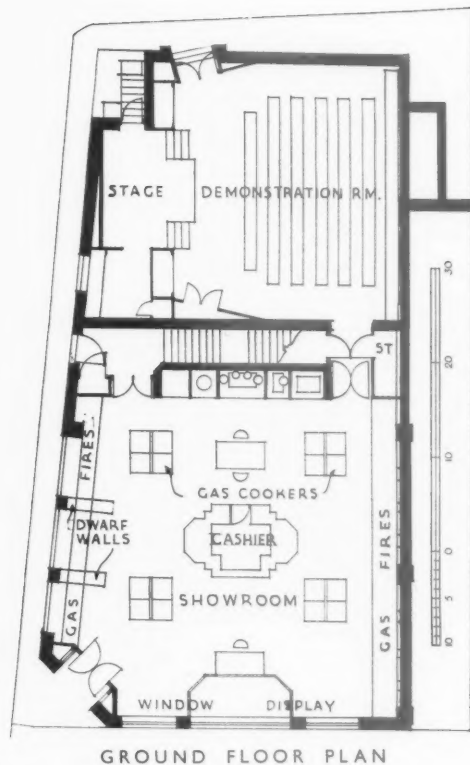 STAGE
DEMONSTRATION RM.
ST
GAS FIRES
GAS COOKERS
DWARF WALLS
CASHIER
SHOWROOM
GAS FIRES
WINDOW DISPLAY
30
20
10
0
5
10
GROUND FLOOR PLAN